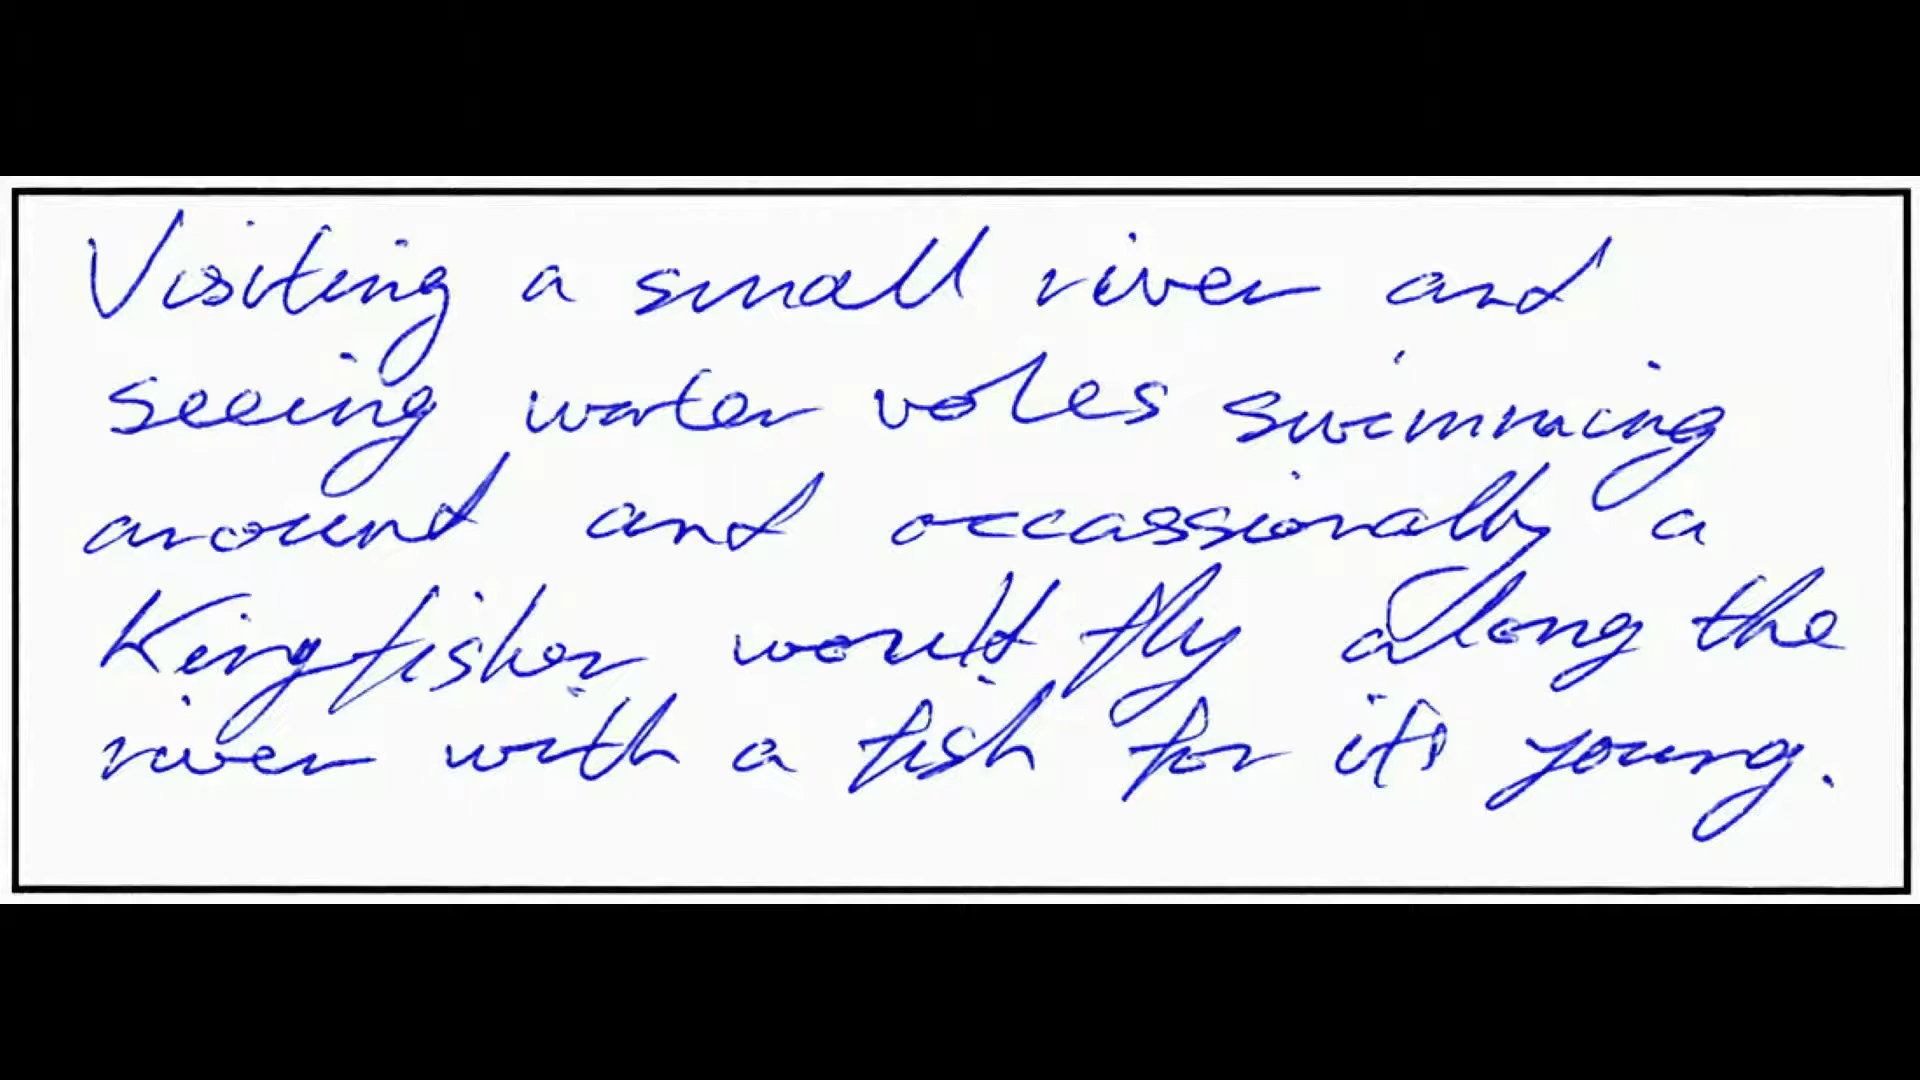 Visiting a small river and
seeing water voles swimming
around and occassionally a
Kingfisher would fly along the
river with a fish for its young.